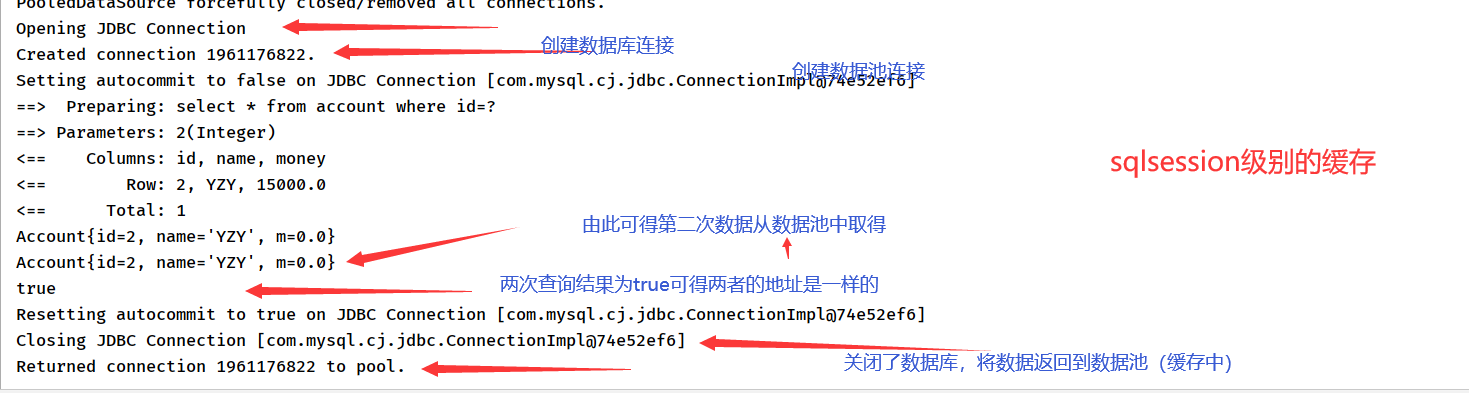 PooledDataSource forcefully closed/removed all connections.
Opening JDBC Connection
创建数据库连接
Created connection 1961176822.
创建数据池连接
Setting autocommit to false on JDBC Connection [com.mysql.cj.jdbc.ConnectionImpl@74e52ef6]
==>  Preparing: select * from account where id=?
==> Parameters: 2(Integer)
<==    Columns: id, name, money
sqlsession级别的缓存
<==        Row: 2, YZY, 15000.0
<==      Total: 1
由此可得第二次数据从数据池中取得
Account{id=2, name='YZY', m=0.0}
Account{id=2, name='YZY', m=0.0}
true
两次查询结果为true可得两者的地址是一样的
Resetting autocommit to true on JDBC Connection [com.mysql.cj.jdbc.ConnectionImpl@74e52ef6]
Closing JDBC Connection [com.mysql.cj.jdbc.ConnectionImpl@74e52ef6]
关闭了数据库，将数据返回到数据池（缓存中）
Returned connection 1961176822 to pool.